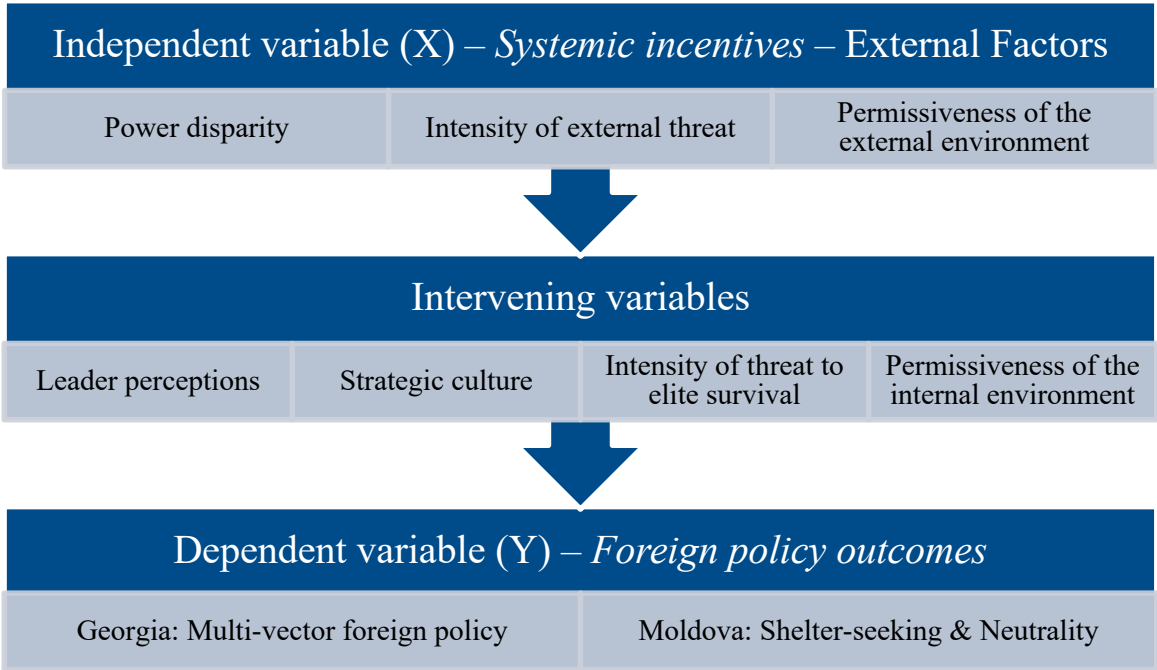 Independent variable (X) – Systemic incentives – External Factors
Power disparity
Intensity of external threat
Permissiveness of the
external environment
Intervening variables
Leader perceptions
Strategic culture
Intensity of threat to
elite survival
Permissiveness of the
internal environment
Dependent variable (Y) – Foreign policy outcomes
Georgia: Multi-vector foreign policy
Moldova: Shelter-seeking & Neutrality